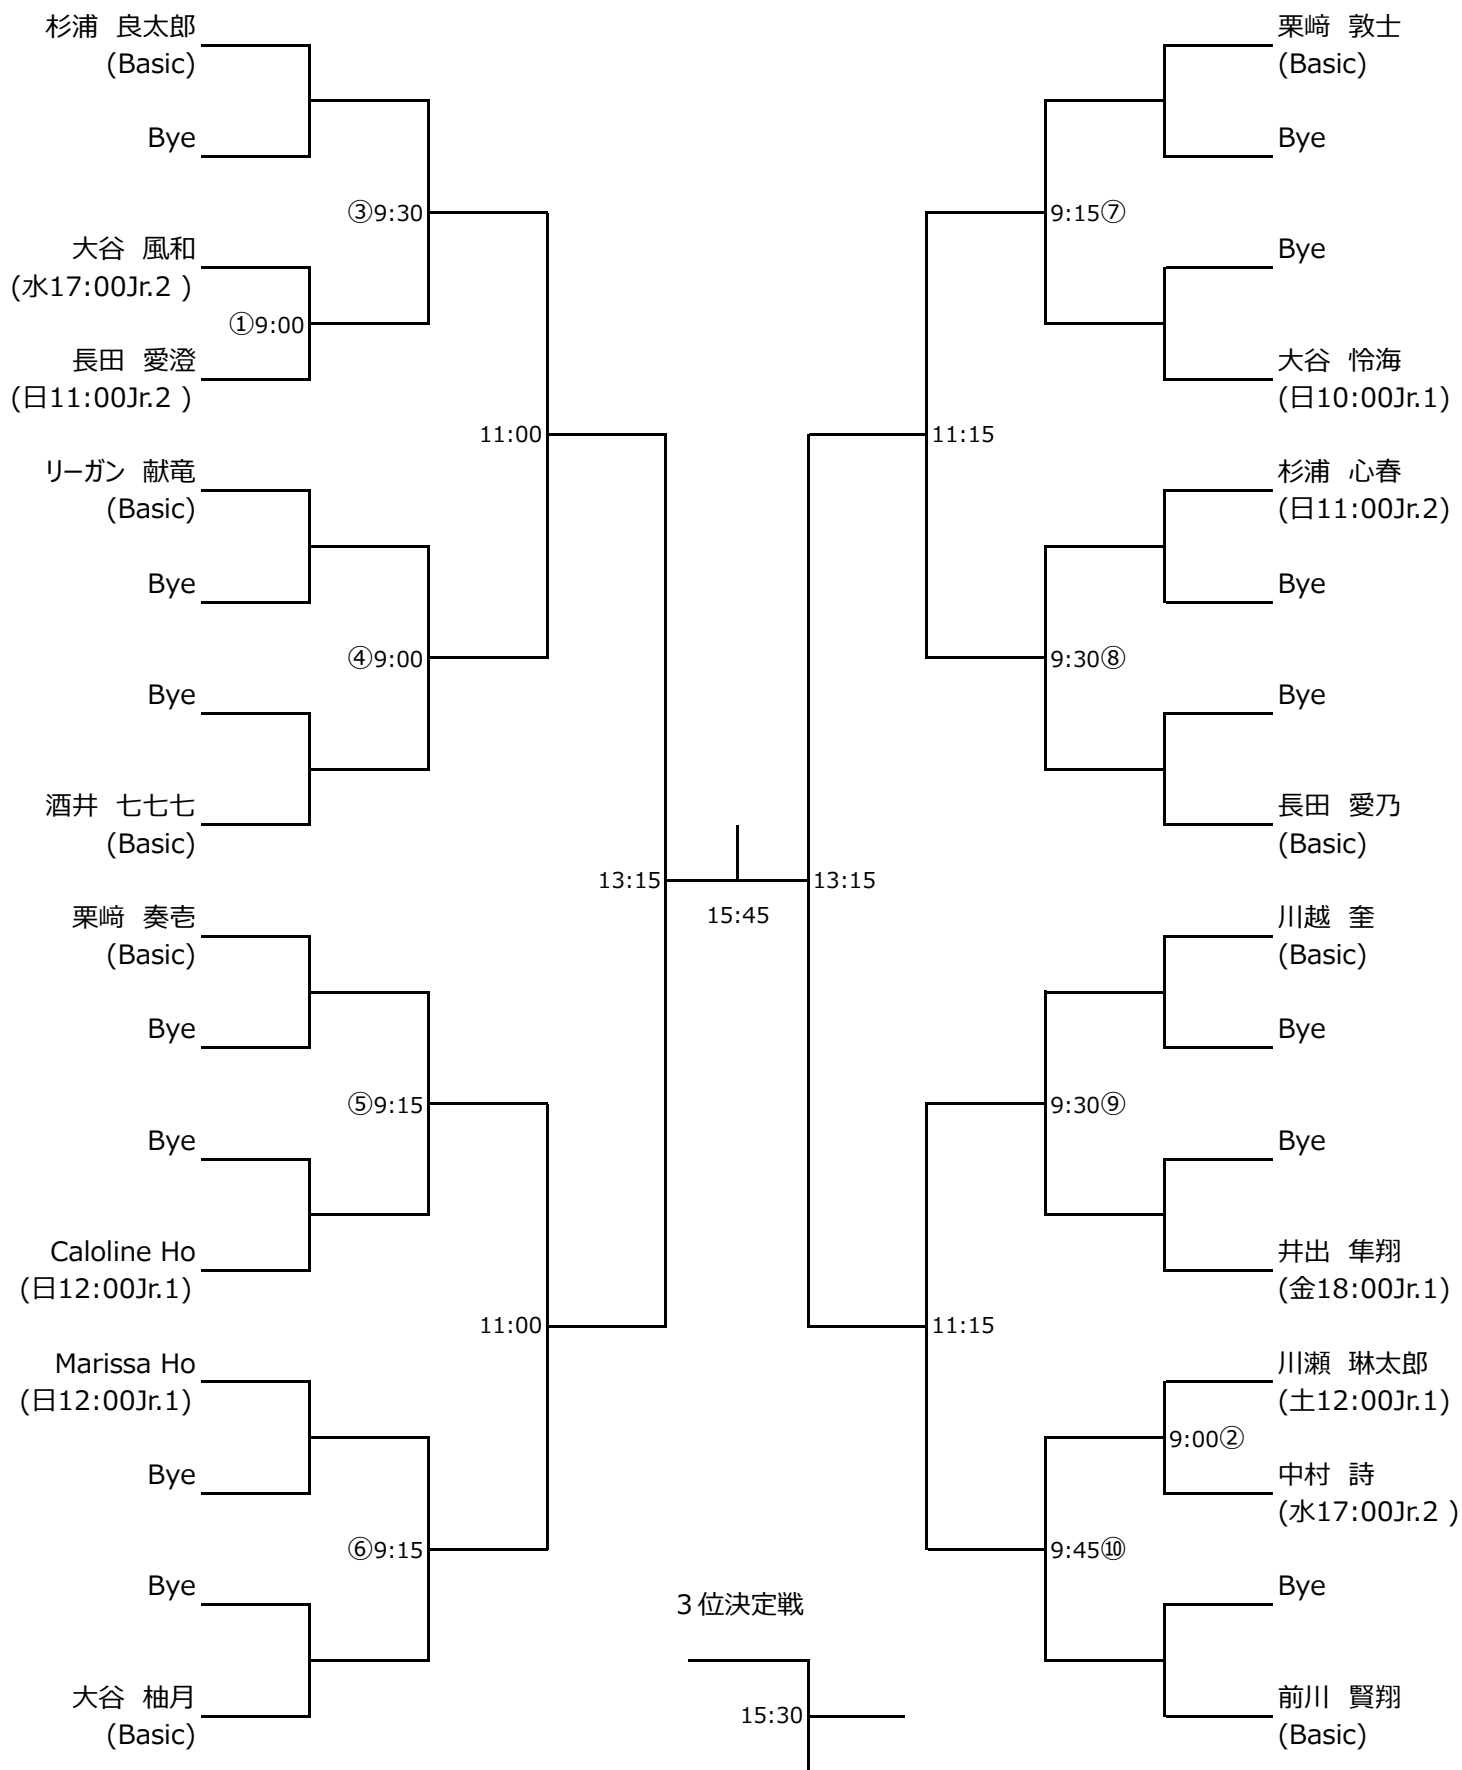 杉浦 良太郎
(Basic)
Bye
③9:30
大谷 風和
(水17:00Jr.2 )
①9:00
長田 愛澄
(日11:00Jr.2 )
11:00
リーガン 献竜
(Basic)
Bye
④9:00
Bye
酒井 七七七
(Basic)
13:15
栗﨑 奏壱
(Basic)
Bye
⑤9:15
Bye
Caloline Ho
(日12:00Jr.1)
11:00
Marissa Ho
(日12:00Jr.1)
Bye
⑥9:15
Bye
大谷 柚月
(Basic)
15:45
3位決定戦
15:30
栗﨑 敦士
(Basic)
Bye
9:15⑦
Bye
大谷 怜海
(日10:00Jr.1)
11:15
杉浦 心春
(日11:00Jr.2)
Bye
9:30⑧
Bye
長田 愛乃
(Basic)
13:15
川越 奎
(Basic)
Bye
9:30⑨
Bye
井出 隼翔
(金18:00Jr.1)
11:15
川瀬 琳太郎
(土12:00Jr.1)
9:00②
中村 詩
(水17:00Jr.2 )
9:45⑩
Bye
前川 賢翔
(Basic)